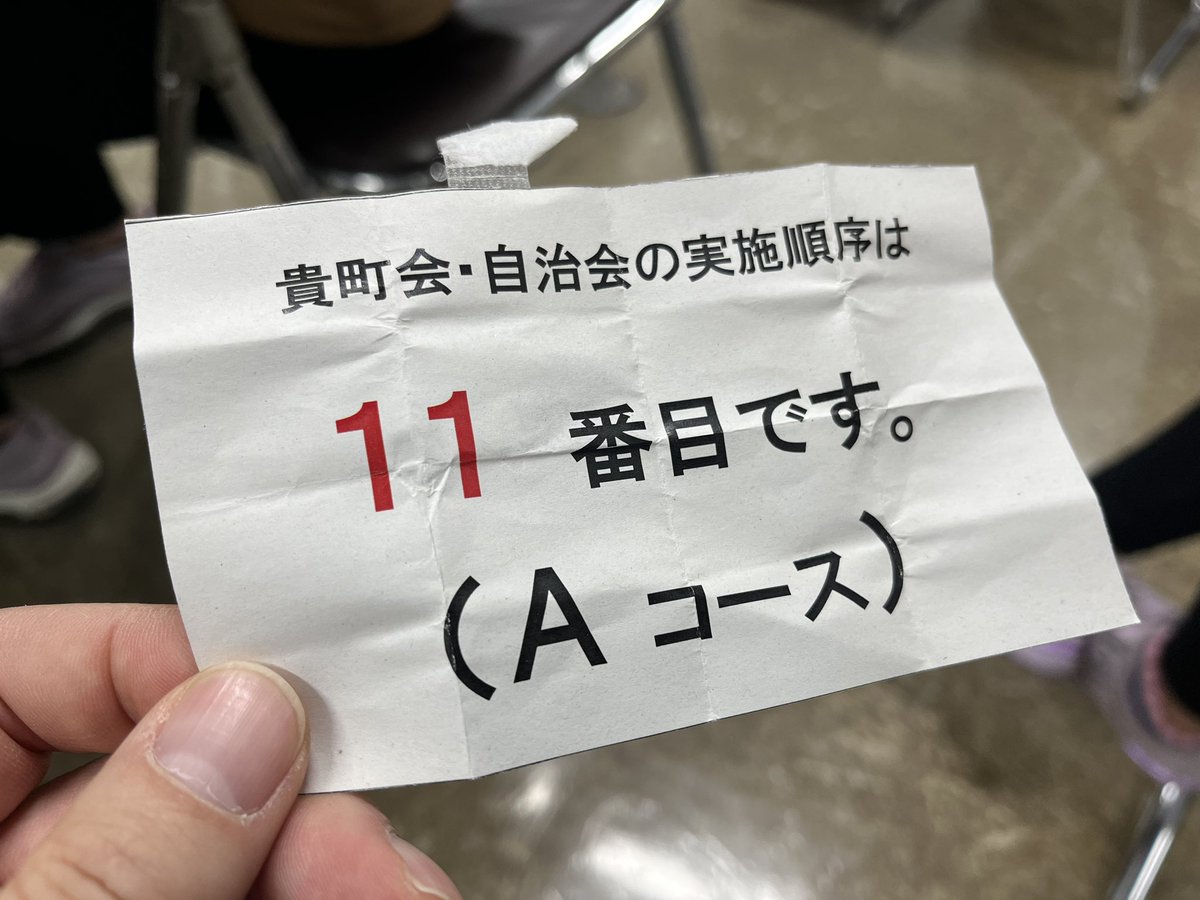 貴町会・自治会の実施順序は
11 番目です。
(A コース)